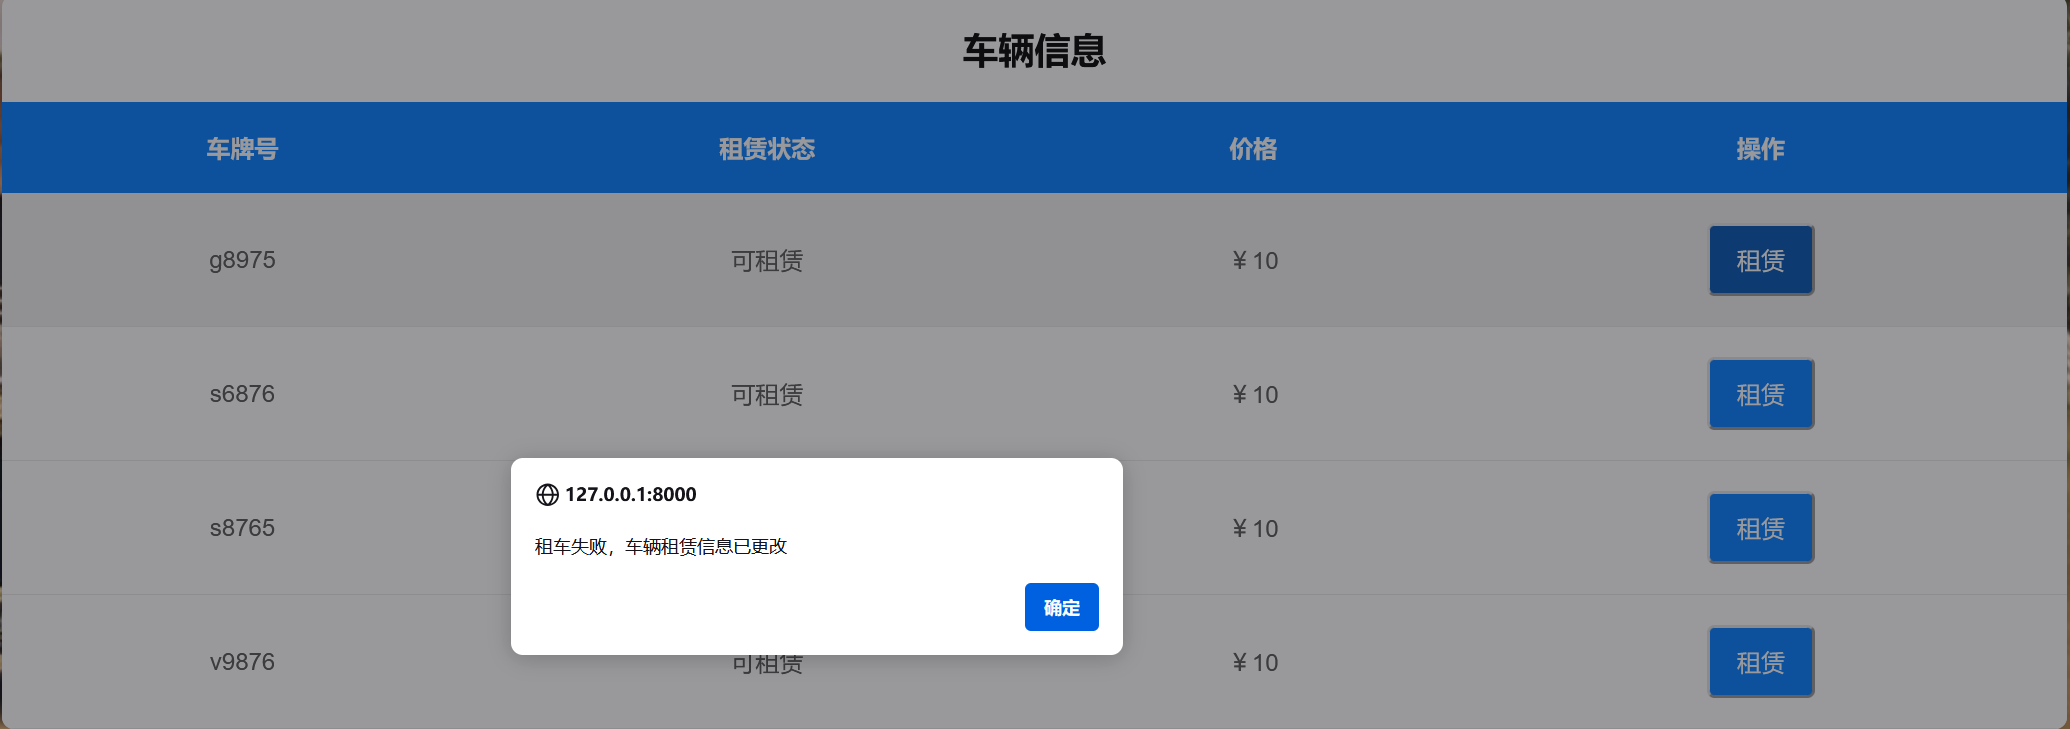 车辆信息
车牌号 租赁状态 价格 操作
g8975 可租赁 ¥ 10 租赁
s6876 可租赁 ¥ 10 租赁
s8765 ¥ 10 租赁
v9876 可租赁 ¥ 10 租赁
127.0.0.1:8000
租车失败，车辆租赁信息已更改
确定